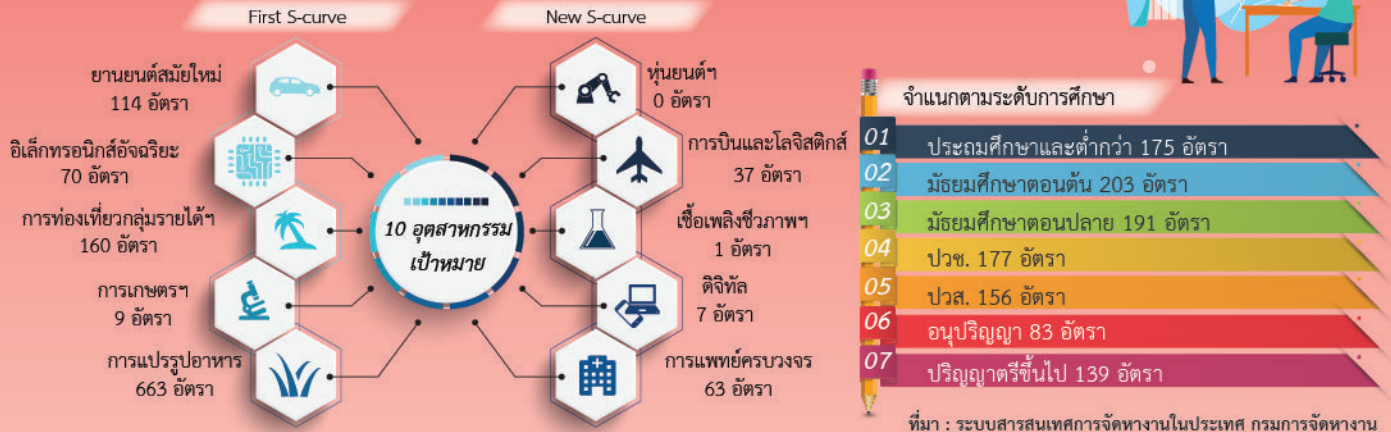 First S-curve
New S-curve
ยานยนต์สมัยใหม่
114 อัตรา
อิเล็กทรอนิกส์อัจฉริยะ
70 อัตรา
การท่องเที่ยวกลุ่มรายได้ฯ
160 อัตรา
การเกษตรฯ
9 อัตรา
การแปรรูปอาหาร
663 อัตรา
10 อุตสาหกรรม
เป้าหมาย
หุ่นยนต์ฯ
0 อัตรา
การบินและโลจิสติกส์
37 อัตรา
เชื้อเพลิงชีวภาพฯ
1 อัตรา
ดิจิทัล
7 อัตรา
การแพทย์ครบวงจร
63 อัตรา
จำแนกตามระดับการศึกษา
01 ประถมศึกษาและต่ำกว่า 175 อัตรา
02 มัธยมศึกษาตอนต้น 203 อัตรา
03 มัธยมศึกษาตอนปลาย 191 อัตรา
04 ปวช. 177 อัตรา
05 ปวส. 156 อัตรา
06 อนุปริญญา 83 อัตรา
07 ปริญญาตรีขึ้นไป 139 อัตรา
ที่มา : ระบบสารสนเทศการจัดหางานในประเทศ กรมการจัดหางาน